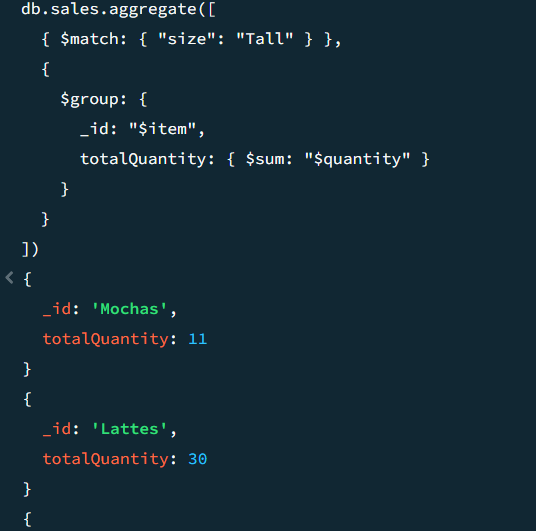 db.sales.aggregate([
  { $match: { "size": "Tall" } },
  {
    $group: {
      _id: "$item",
      totalQuantity: { $sum: "$quantity" }
    }
  }
])
< {
  _id: 'Mochas',
  totalQuantity: 11
}
{
  _id: 'Lattes',
  totalQuantity: 30
}
{